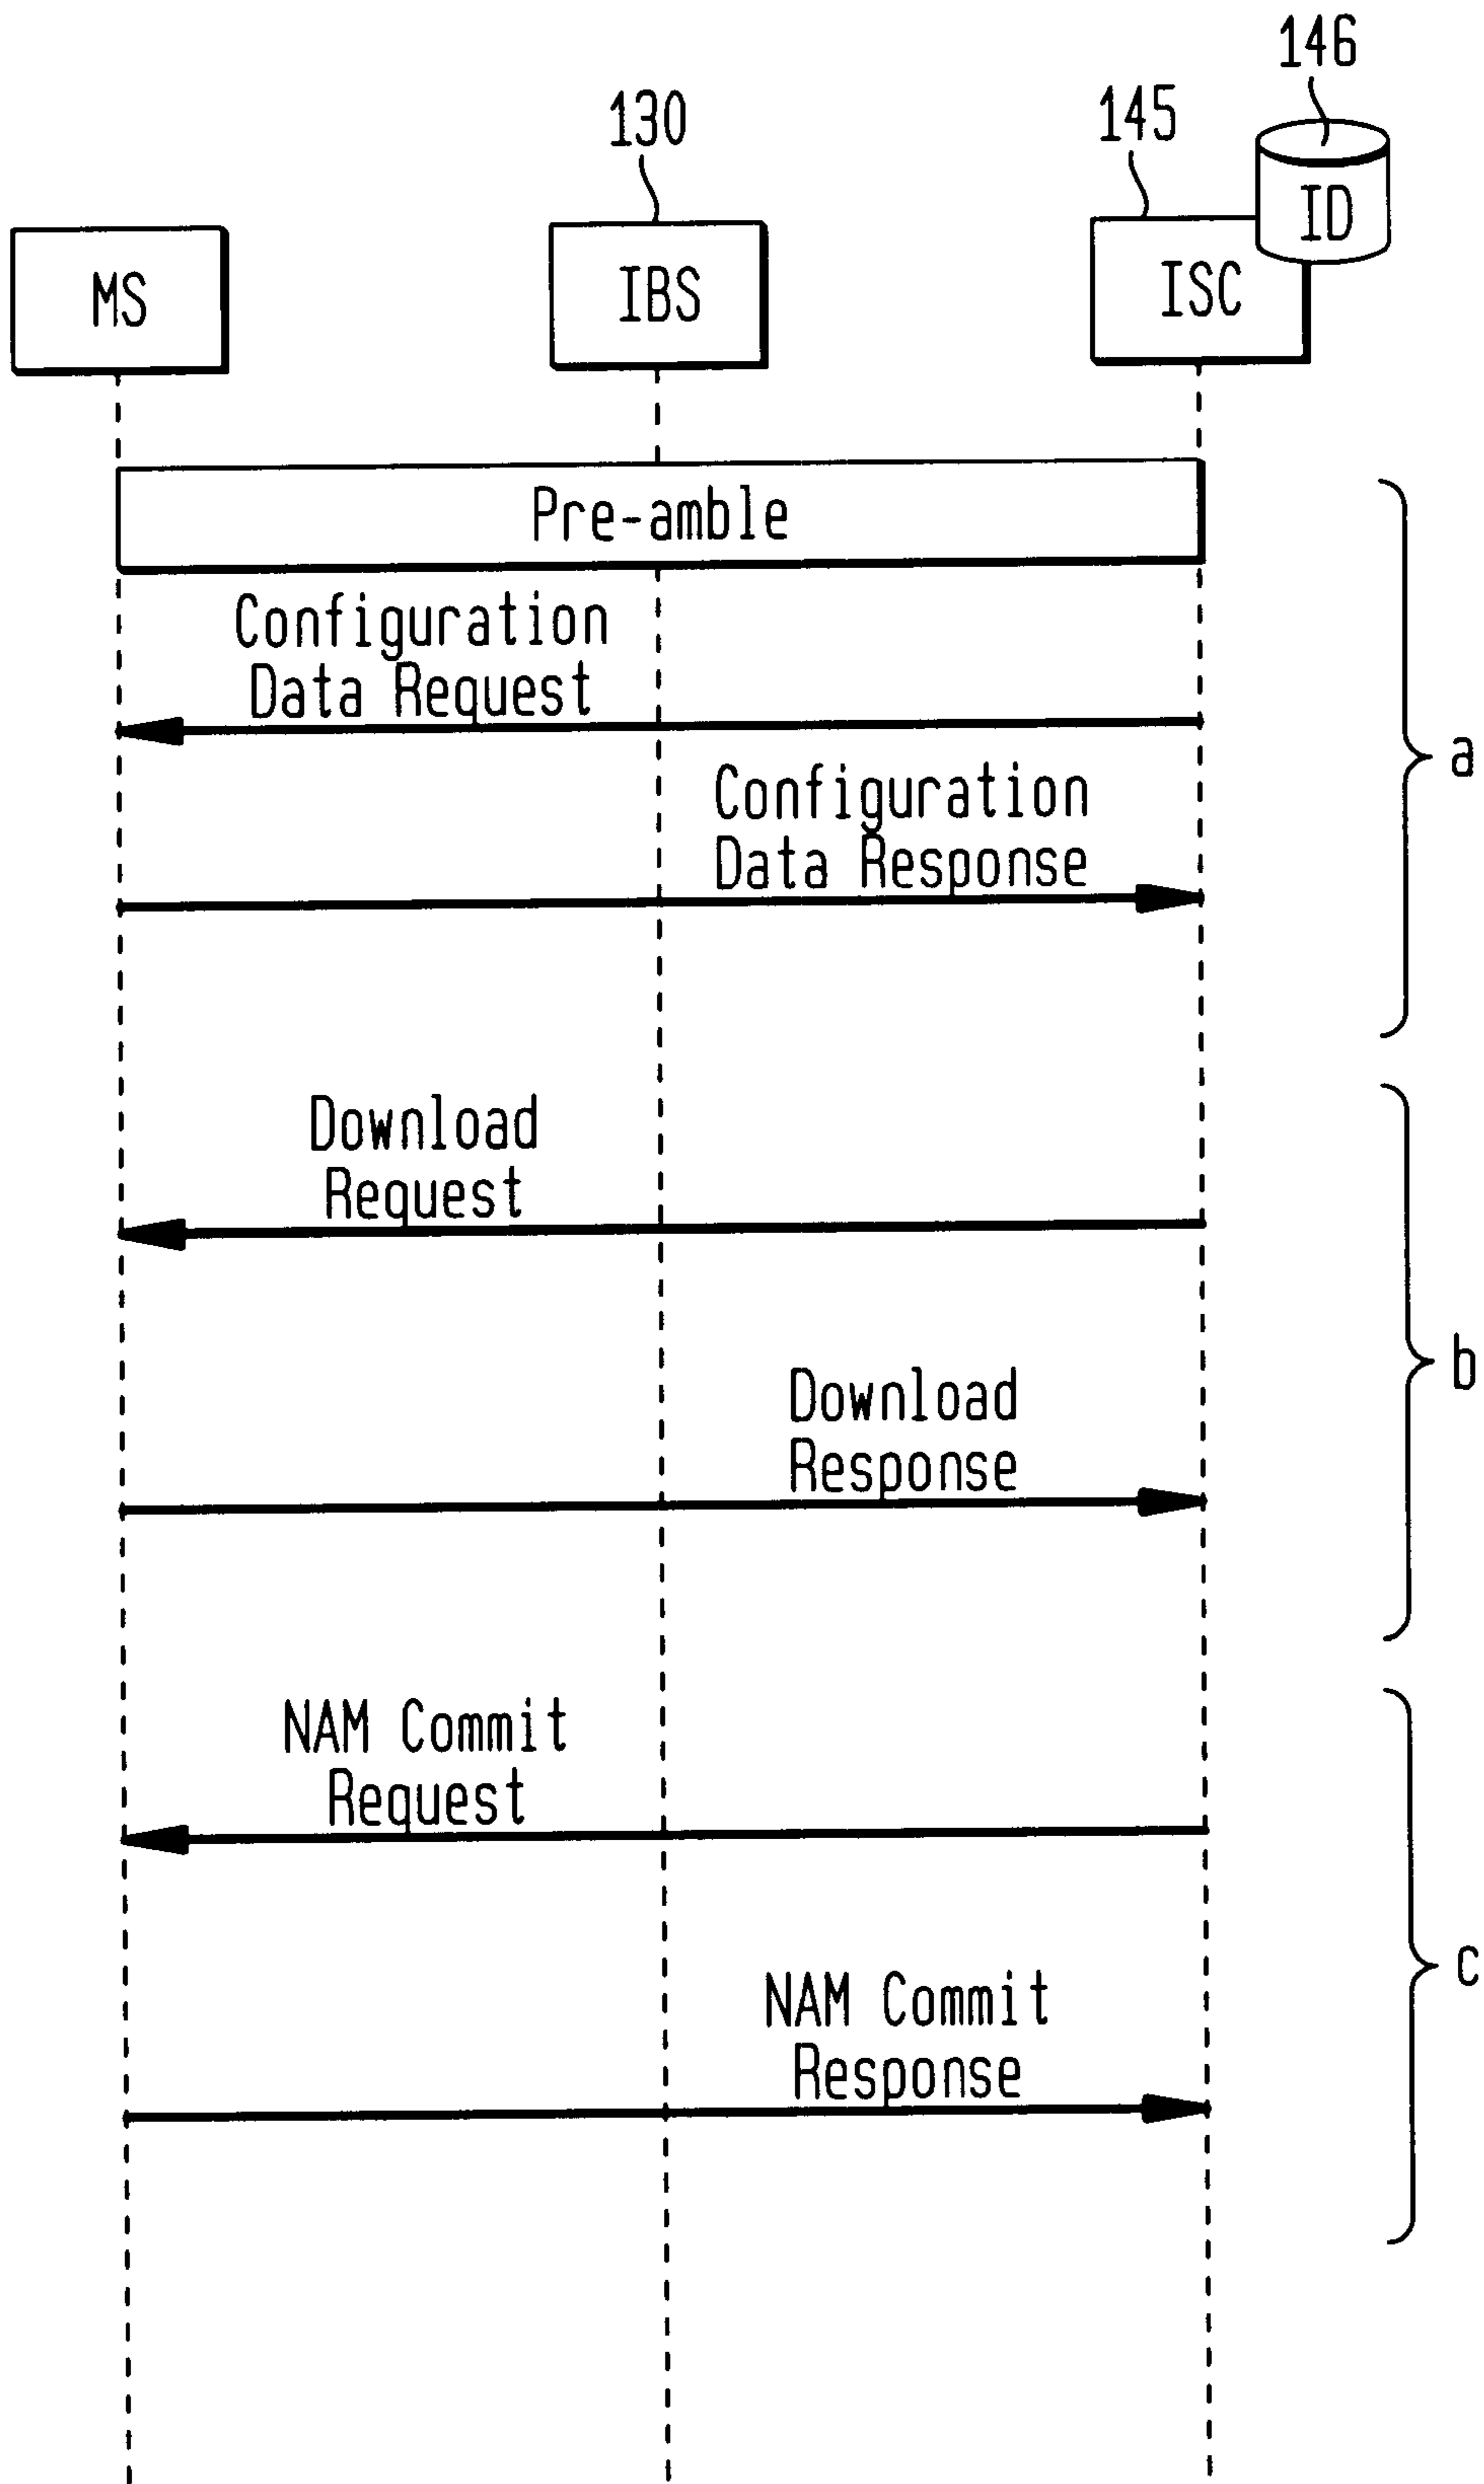 146
130
145
ID
MS
IBS
ISC
Pre-amble
Configuration
Data Request
a
Configuration
Data Response
Download
Request
b
Download
Response
NAM Commit
Request
c
NAM Commit
Response